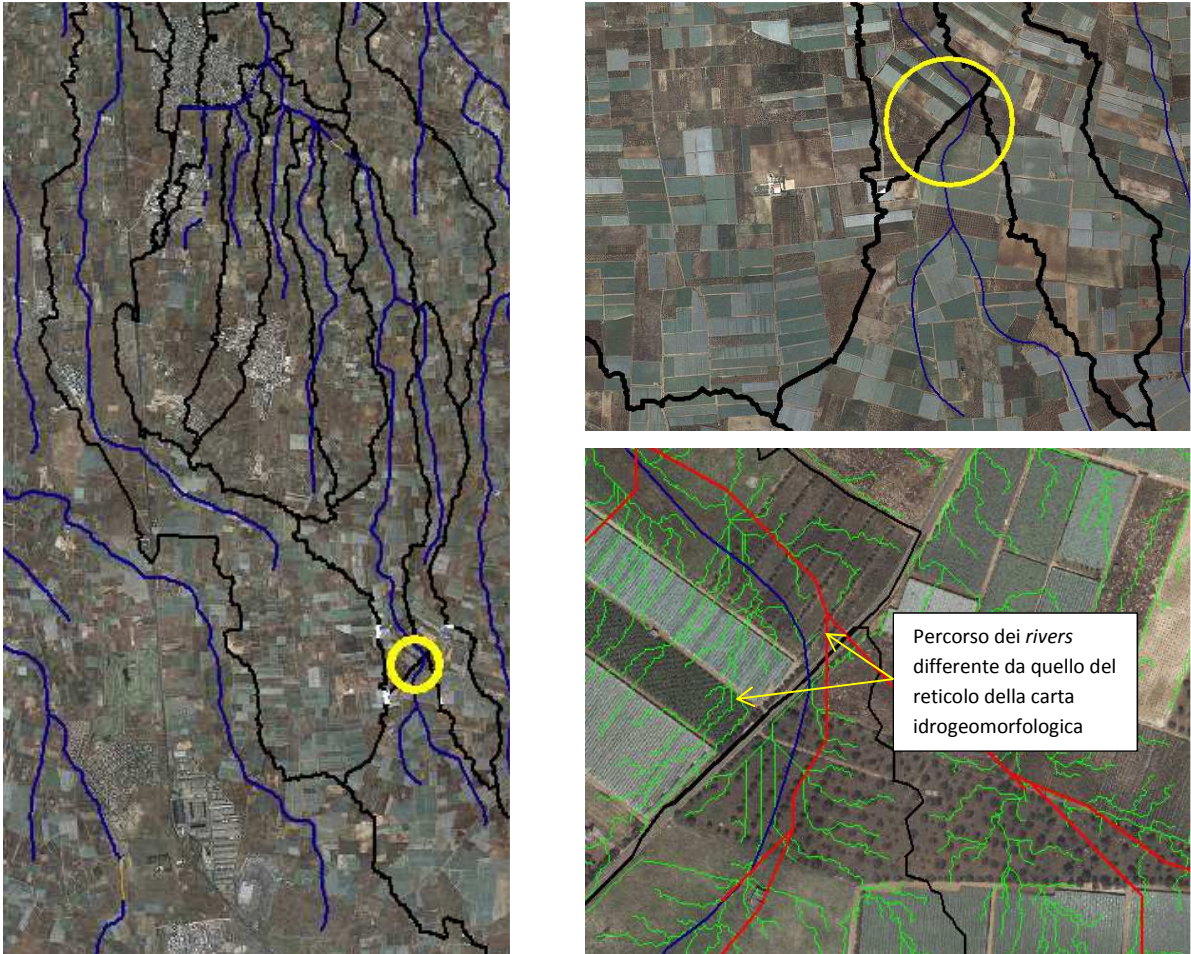 Percorso dei rivers
differente da quello del
reticolo della carta
idrogeomorfologica